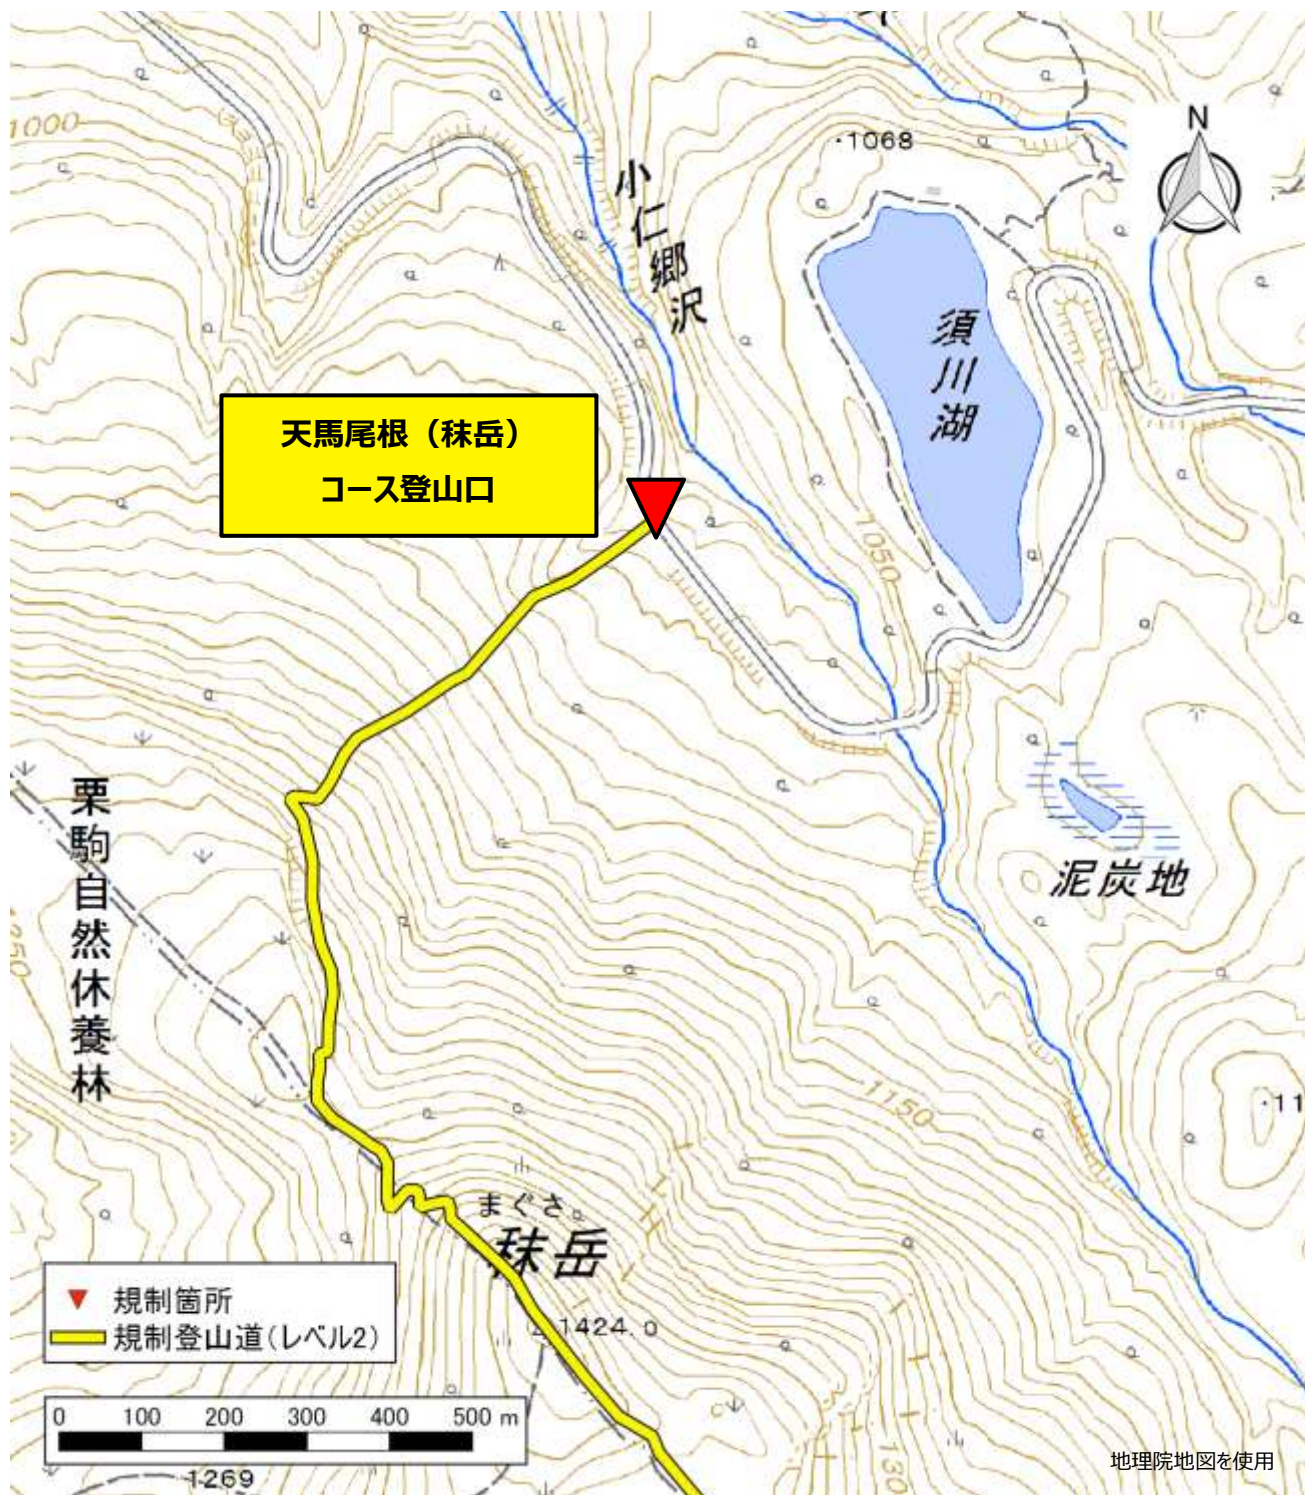 1000
・1068
N
小仁郷沢
須川湖
天馬尾根（秣岳）
コース登山口
1050
栗駒自然休養林
泥炭地
1150
・11
まぐさ
秣岳
1424.0
▼ 規制箇所
規制登山道(レベル2)
0 100 200 300 400 500 m
1269
130
地理院地図を使用